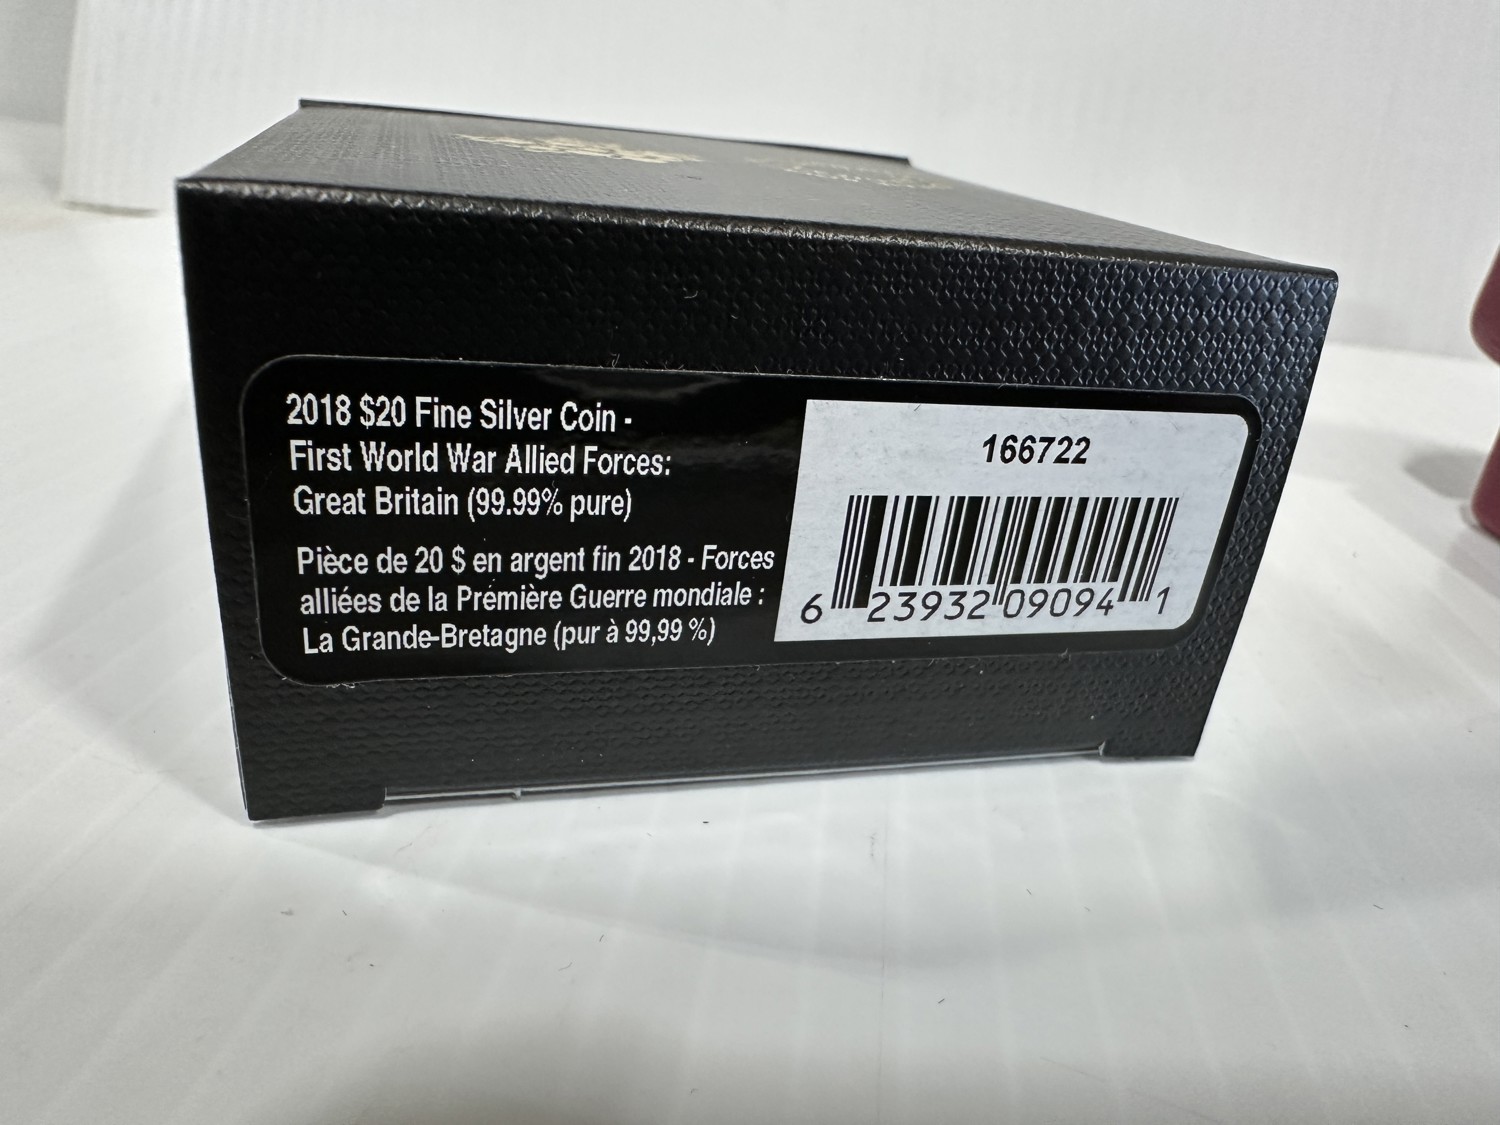 2018 $20 Fine Silver Coin -
First World War Allied Forces:
Great Britain (99.99% pure)
Pièce de 20 $ en argent fin 2018 - Forces
alliées de la Prémière Guerre mondiale :
La Grande-Bretagne (pur à 99,99 %)
166722
6 23932 09094 1